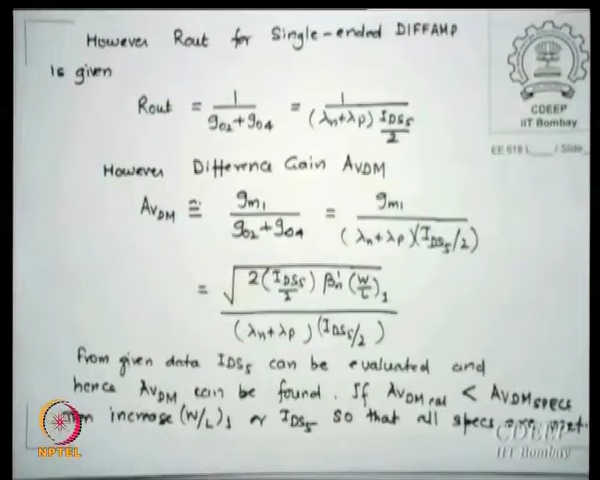 However Rout for Single-ended DIFFAMP
is given
Rout = 1 / (go2 + go4) = 1 / ((λn+λp) IDS5/2)
However Difference Gain AVDM
AVDM ≅ gm1 / (go2 + go4) = gm1 / ((λn+λp)(IDS5/2))
= √(2(IDS5/2) βn' (W/L)1) / ((λn+λp)(IDS5/2))
From given data IDS5 can be evaluated and
hence AVDM can be found. If AVDM cal < AVDM SPECS
Then increase (W/L)1 or IDS5 so that all specs are met.
CDEEP
IIT Bombay
EE 618 L / Slide
NPTEL
CDEEP
IIT Bombay